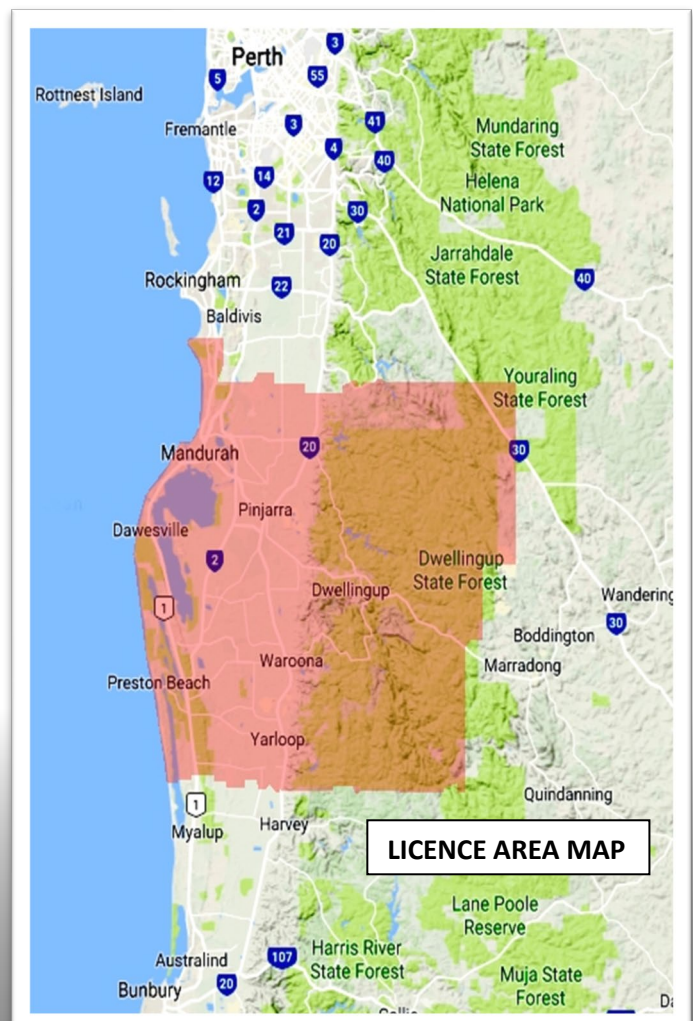 3
Perth
5
55
Rottnest Island
Fremantle
3
41
Mundaring
State Forest
4
40
12
14
Helena
National Park
2
30
21
20
Jarrahdale
State Forest
Rockingham
22
40
Baldivis
Youraling
State Forest
Mandurah
20
30
Pinjarra
Dawesville
2
Dwellingup
State Forest
Dwellingup
Wandering
1
30
Boddington
Waroona
Marradong
Preston Beach
Yarloop
Quindanning
1
Myalup
Harvey
LICENCE AREA MAP
Lane Poole
Reserve
Australind
107
Harris River
State Forest
Bunbury
20
Muja State
Forest